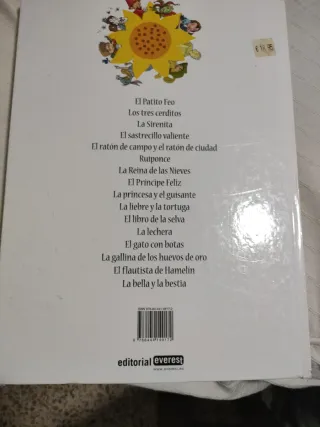 El Patito Feo
Los tres cerditos
La Sirenita
El sastrecillo valiente
El ratón de campo y el ratón de ciudad
Ruiponce
La Reina de las Nieves
El Príncipe Feliz
La princesa y el guisante
La liebre y la tortuga
El libro de la selva
La lechera
El gato con botas
La gallina de los huevos de oro
El flautista de Hamelín
La bella y la bestia
editorial everest